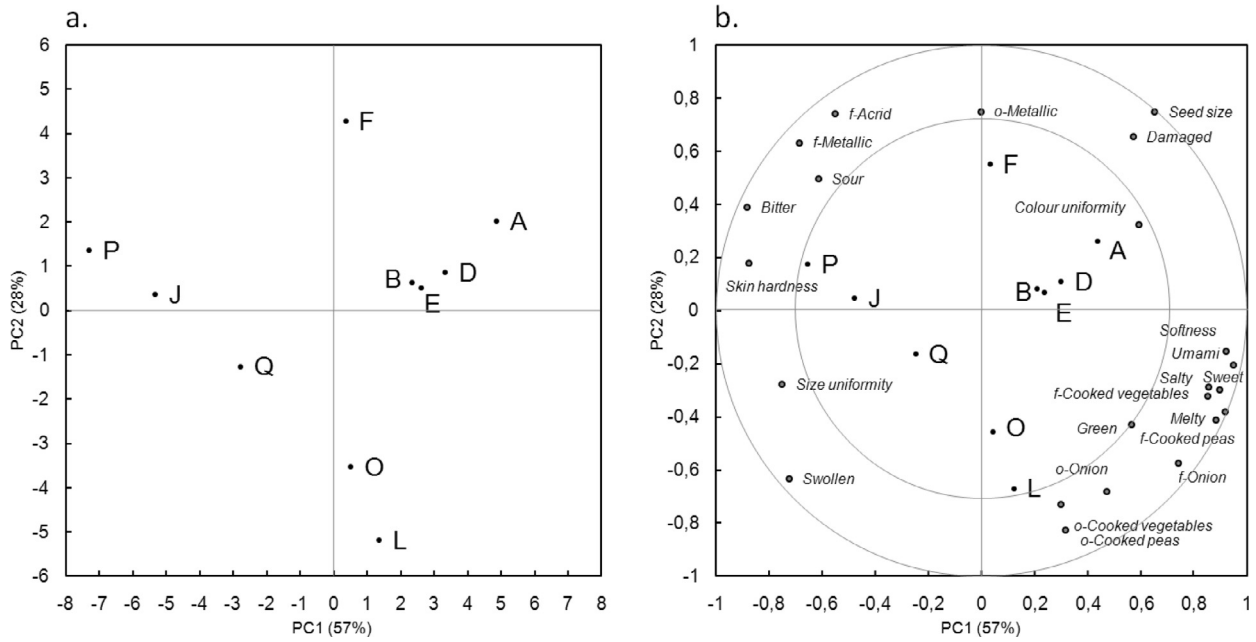 a.
6
5
4
3
2
1
0
-1
-2
-3
-4
-5
-6
PC2 (28%)
F
A
P
D
B
J
E
Q
O
L
-8 -7 -6 -5 -4 -3 -2 -1 0 1 2 3 4 5 6 7 8
PC1 (57%)
b.
1
0,8
0,6
0,4
0,2
0
-0,2
-0,4
-0,6
-0,8
-1
PC2 (28%)
f-Acrid
o-Metallic
Seed size
Damaged
f-Metallic
F
Sour
Bitter
Colour uniformity
A
P
D
Skin hardness
J
B
E
Softness
Q
Umami
Size uniformity
Salty Sweet
f-Cooked vegetables
O
Green
Melty
f-Cooked peas
o-Onion
f-Onion
Swollen
L
o-Cooked vegetables
o-Cooked peas
-1 -0,8 -0,6 -0,4 -0,2 0 0,2 0,4 0,6 0,8 1
PC1 (57%)